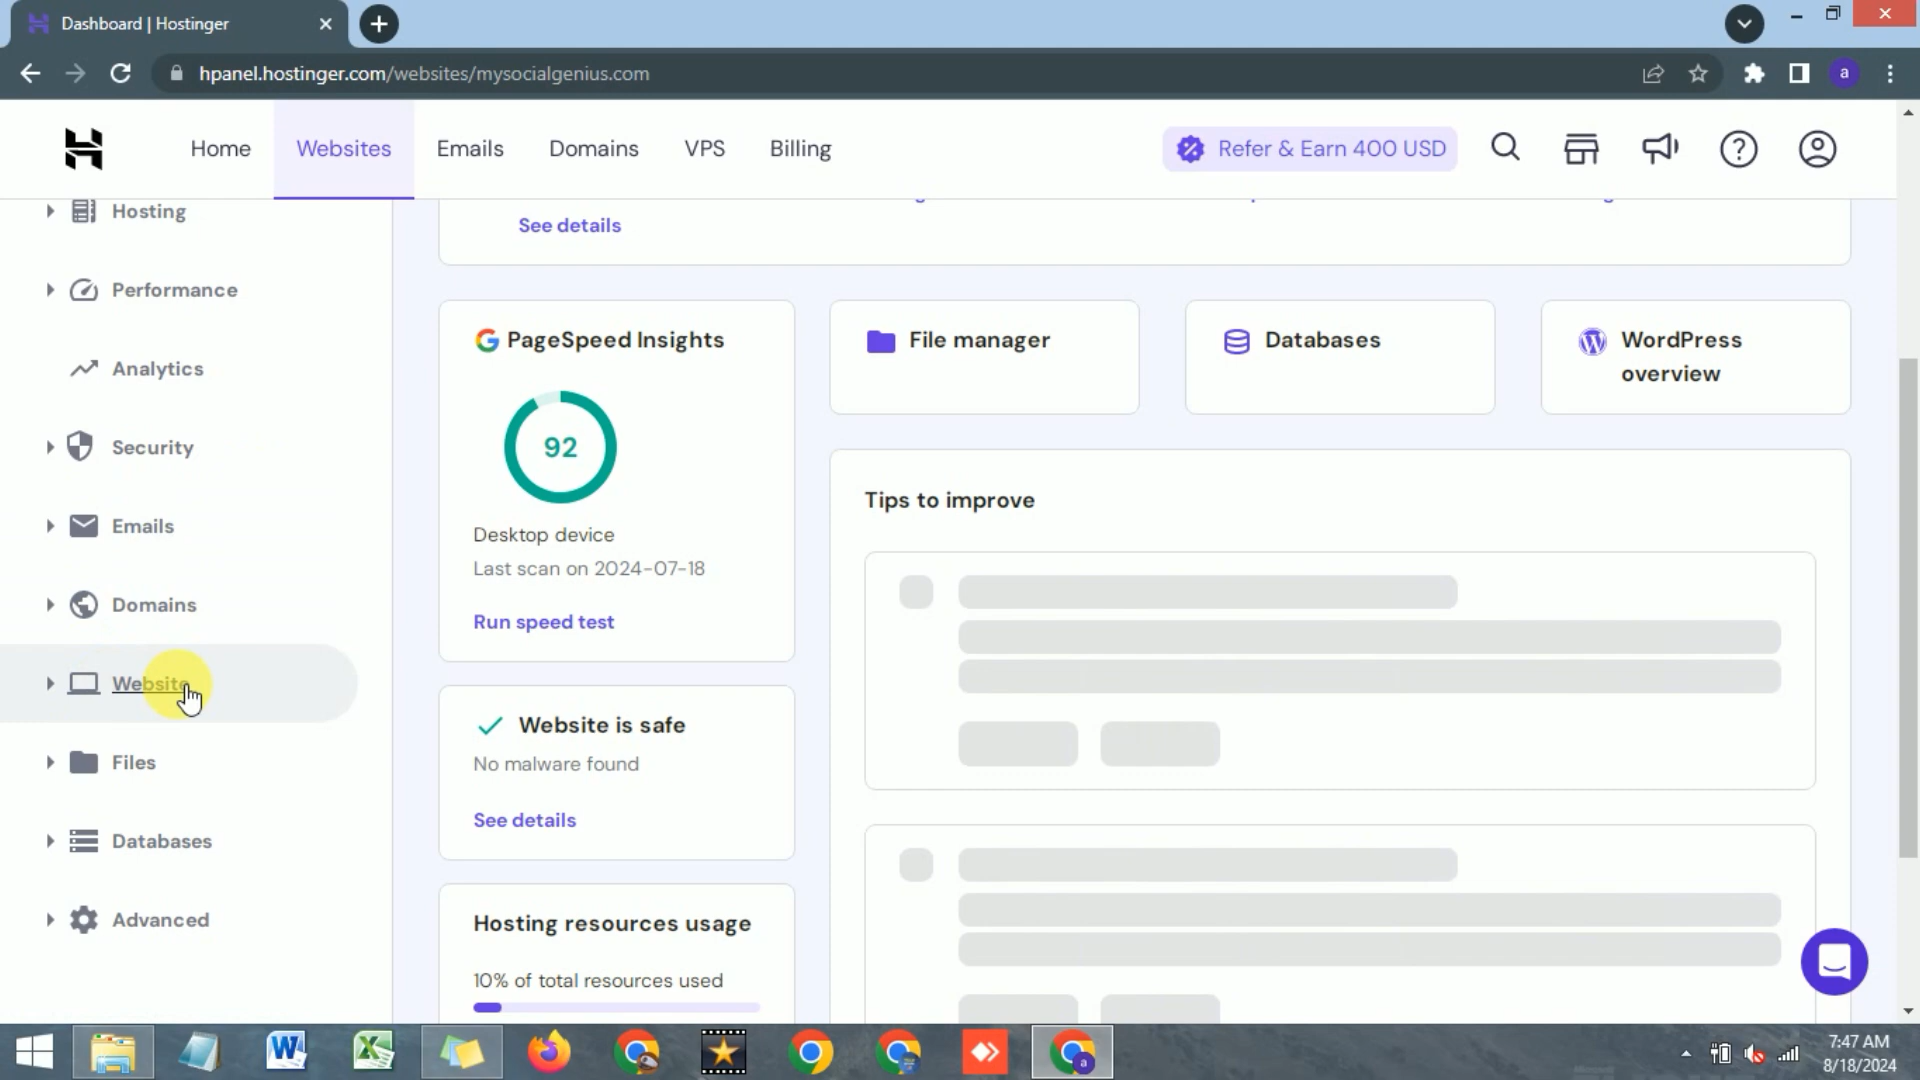 Dashboard | Hostinger
hpanel.hostinger.com/websites/mysocialgenius.com
a
Home
Websites
Emails
Domains
VPS
Billing
Refer & Earn 400 USD
Hosting
Performance
Analytics
Security
Emails
Domains
Website
Files
Databases
Advanced
See details
PageSpeed Insights
92
Desktop device
Last scan on 2024-07-18
Run speed test
File manager
Databases
WordPress
overview
Tips to improve
Website is safe
No malware found
See details
Hosting resources usage
10% of total resources used
7:47 AM
8/18/2024